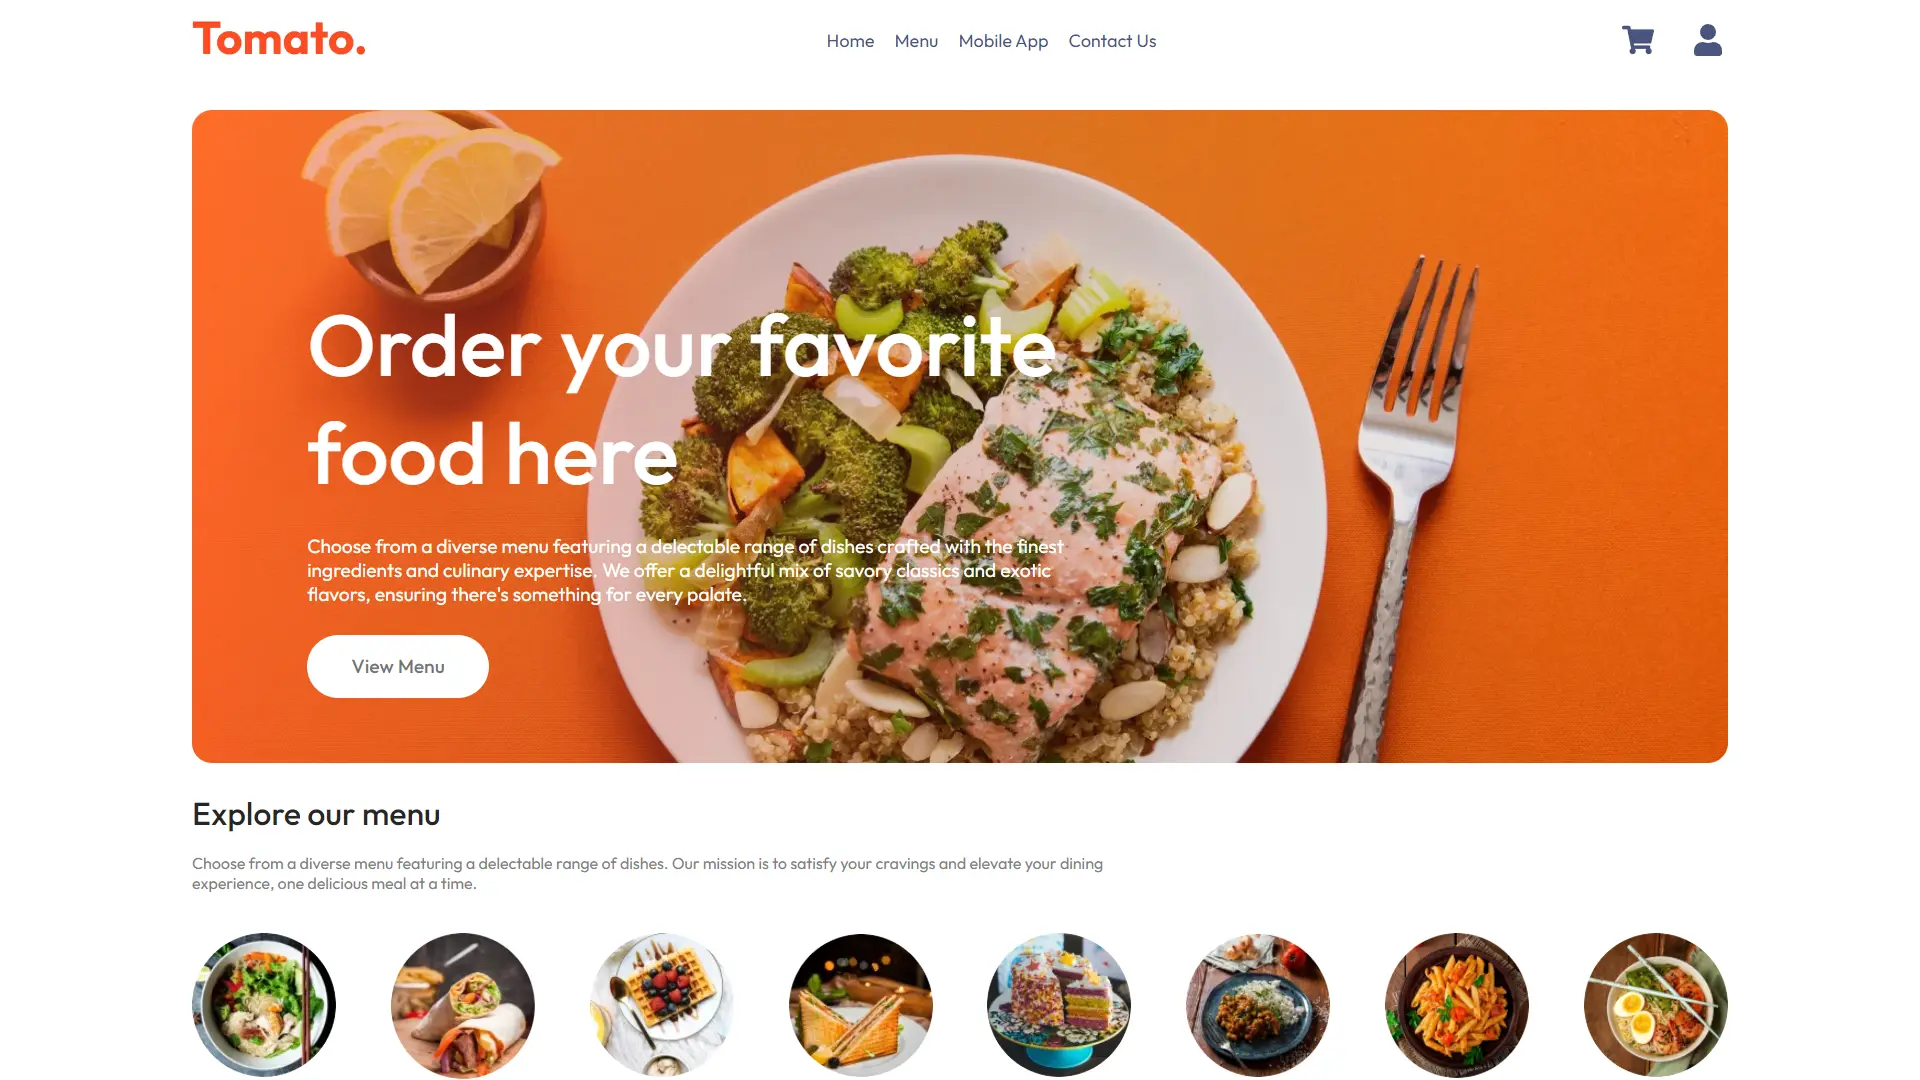 Tomato.
Home Menu Mobile App Contact Us
Order your favorite
food here
Choose from a diverse menu featuring a delectable range of dishes crafted with the finest
ingredients and culinary expertise. We offer a delightful mix of savory classics and exotic
flavors, ensuring there's something for every palate.
View Menu
Explore our menu
Choose from a diverse menu featuring a delectable range of dishes. Our mission is to satisfy your cravings and elevate your dining
experience, one delicious meal at a time.